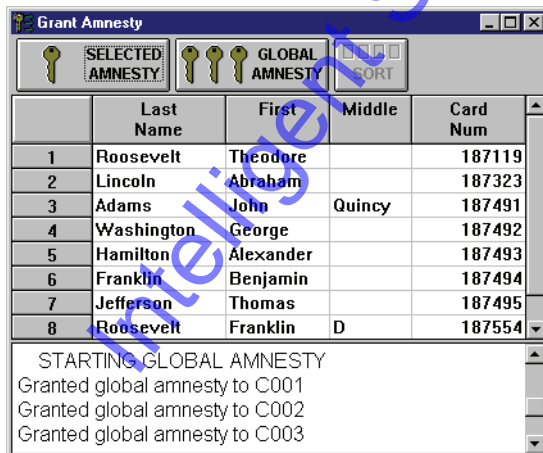 Grant Amnesty
SELECTED AMNESTY
GLOBAL AMNESTY
SORT
Last Name First Middle Card Num
1 Roosevelt Theodore 187119
2 Lincoln Abraham 187323
3 Adams John Quincy 187491
4 Washington George 187492
5 Hamilton Alexander 187493
6 Franklin Benjamin 187494
7 Jefferson Thomas 187495
8 Roosevelt Franklin D 187554
STARTING GLOBAL AMNESTY
Granted global amnesty to C001
Granted global amnesty to C002
Granted global amnesty to C003
Intelligent